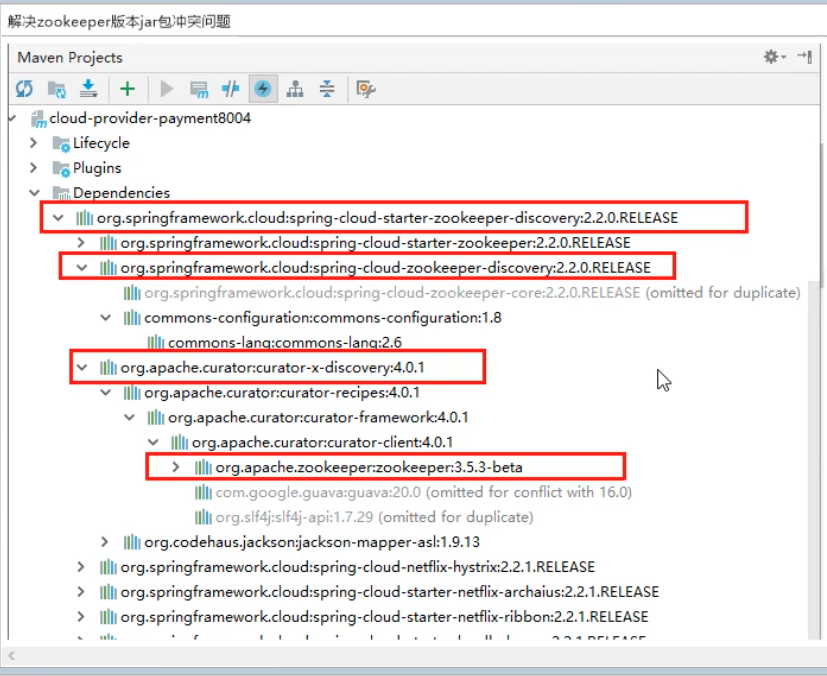 解决zookeeper版本jar包冲突问题
Maven Projects
cloud-provider-payment8004
Lifecycle
Plugins
Dependencies
org.springframework.cloud:spring-cloud-starter-zookeeper-discovery:2.2.0.RELEASE
org.springframework.cloud:spring-cloud-starter-zookeeper:2.2.0.RELEASE
org.springframework.cloud:spring-cloud-zookeeper-discovery:2.2.0.RELEASE
org.springframework.cloud:spring-cloud-zookeeper-core:2.2.0.RELEASE (omitted for duplicate)
commons-configuration:commons-configuration:1.8
commons-lang:commons-lang:2.6
org.apache.curator:curator-x-discovery:4.0.1
org.apache.curator:curator-recipes:4.0.1
org.apache.curator:curator-framework:4.0.1
org.apache.curator:curator-client:4.0.1
org.apache.zookeeper:zookeeper:3.5.3-beta
com.google.guava:guava:20.0 (omitted for conflict with 16.0)
org.slf4j:slf4j-api:1.7.29 (omitted for duplicate)
org.codehaus.jackson:jackson-mapper-asl:1.9.13
org.springframework.cloud:spring-cloud-netflix-hystrix:2.2.1.RELEASE
org.springframework.cloud:spring-cloud-starter-netflix-archaius:2.2.1.RELEASE
org.springframework.cloud:spring-cloud-starter-netflix-ribbon:2.2.1.RELEASE